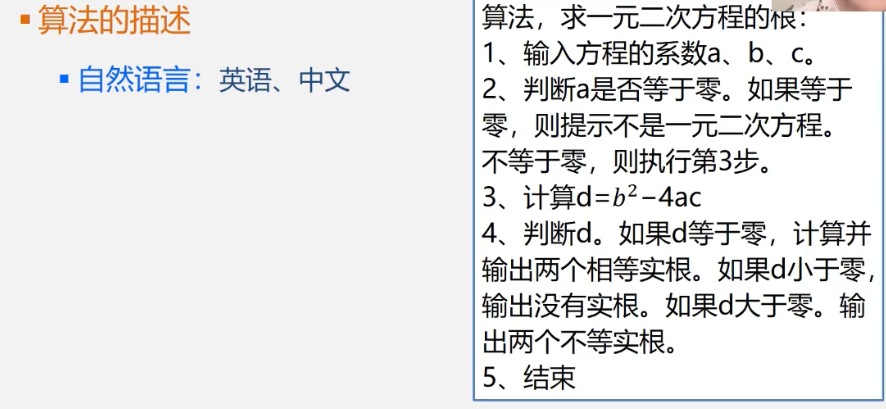 ▪算法的描述
▪自然语言：英语、中文
算法，求一元二次方程的根：
1、输入方程的系数a、b、c。
2、判断a是否等于零。如果等于
零，则提示不是一元二次方程。
不等于零，则执行第3步。
3、计算d=b²−4ac
4、判断d。如果d等于零，计算并
输出两个相等实根。如果d小于零，
输出没有实根。如果d大于零。输
出两个不等实根。
5、结束